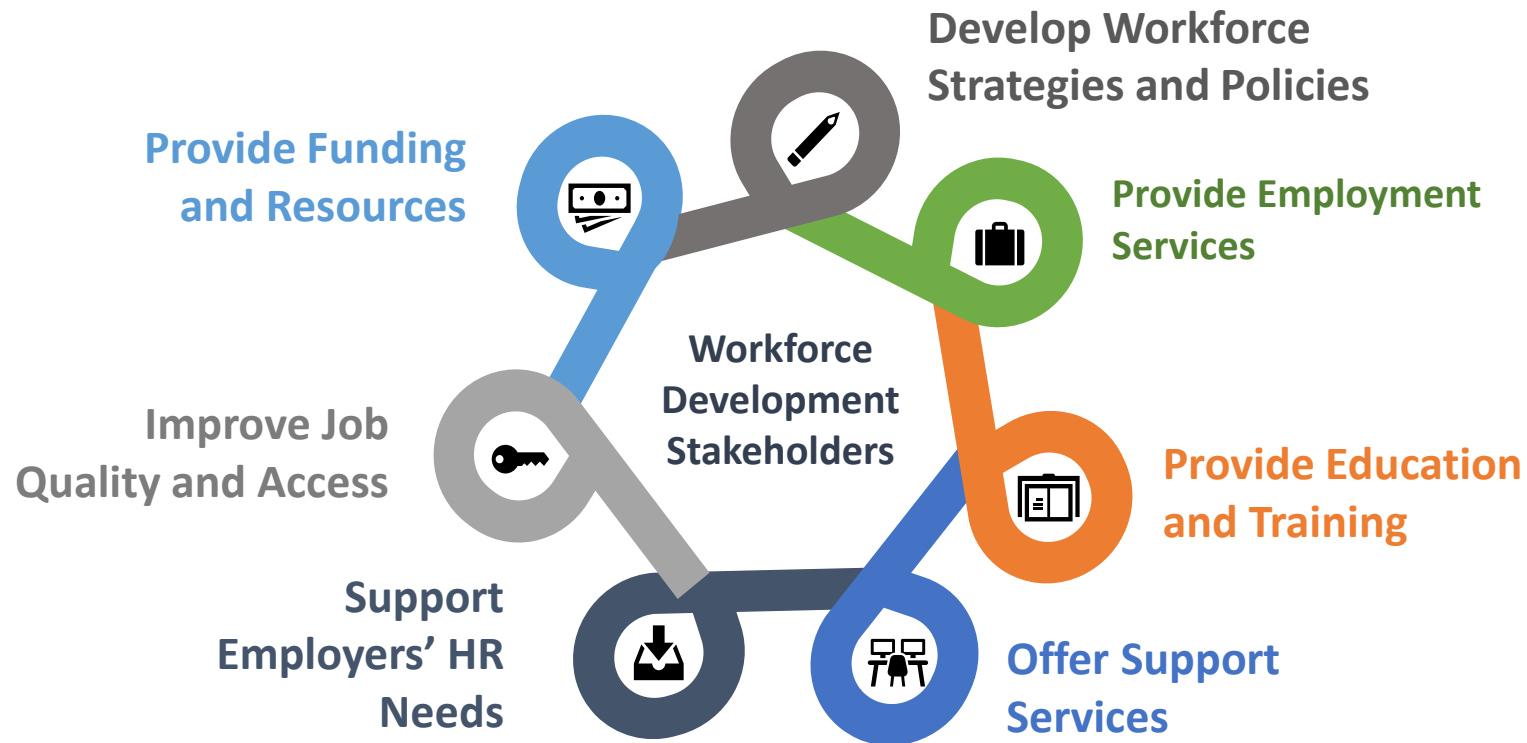 Develop Workforce
Strategies and Policies
Provide Funding
and Resources
Provide Employment
Services
Workforce
Development
Stakeholders
Improve Job
Quality and Access
Provide Education
and Training
Support
Employers’ HR
Needs
Offer Support
Services